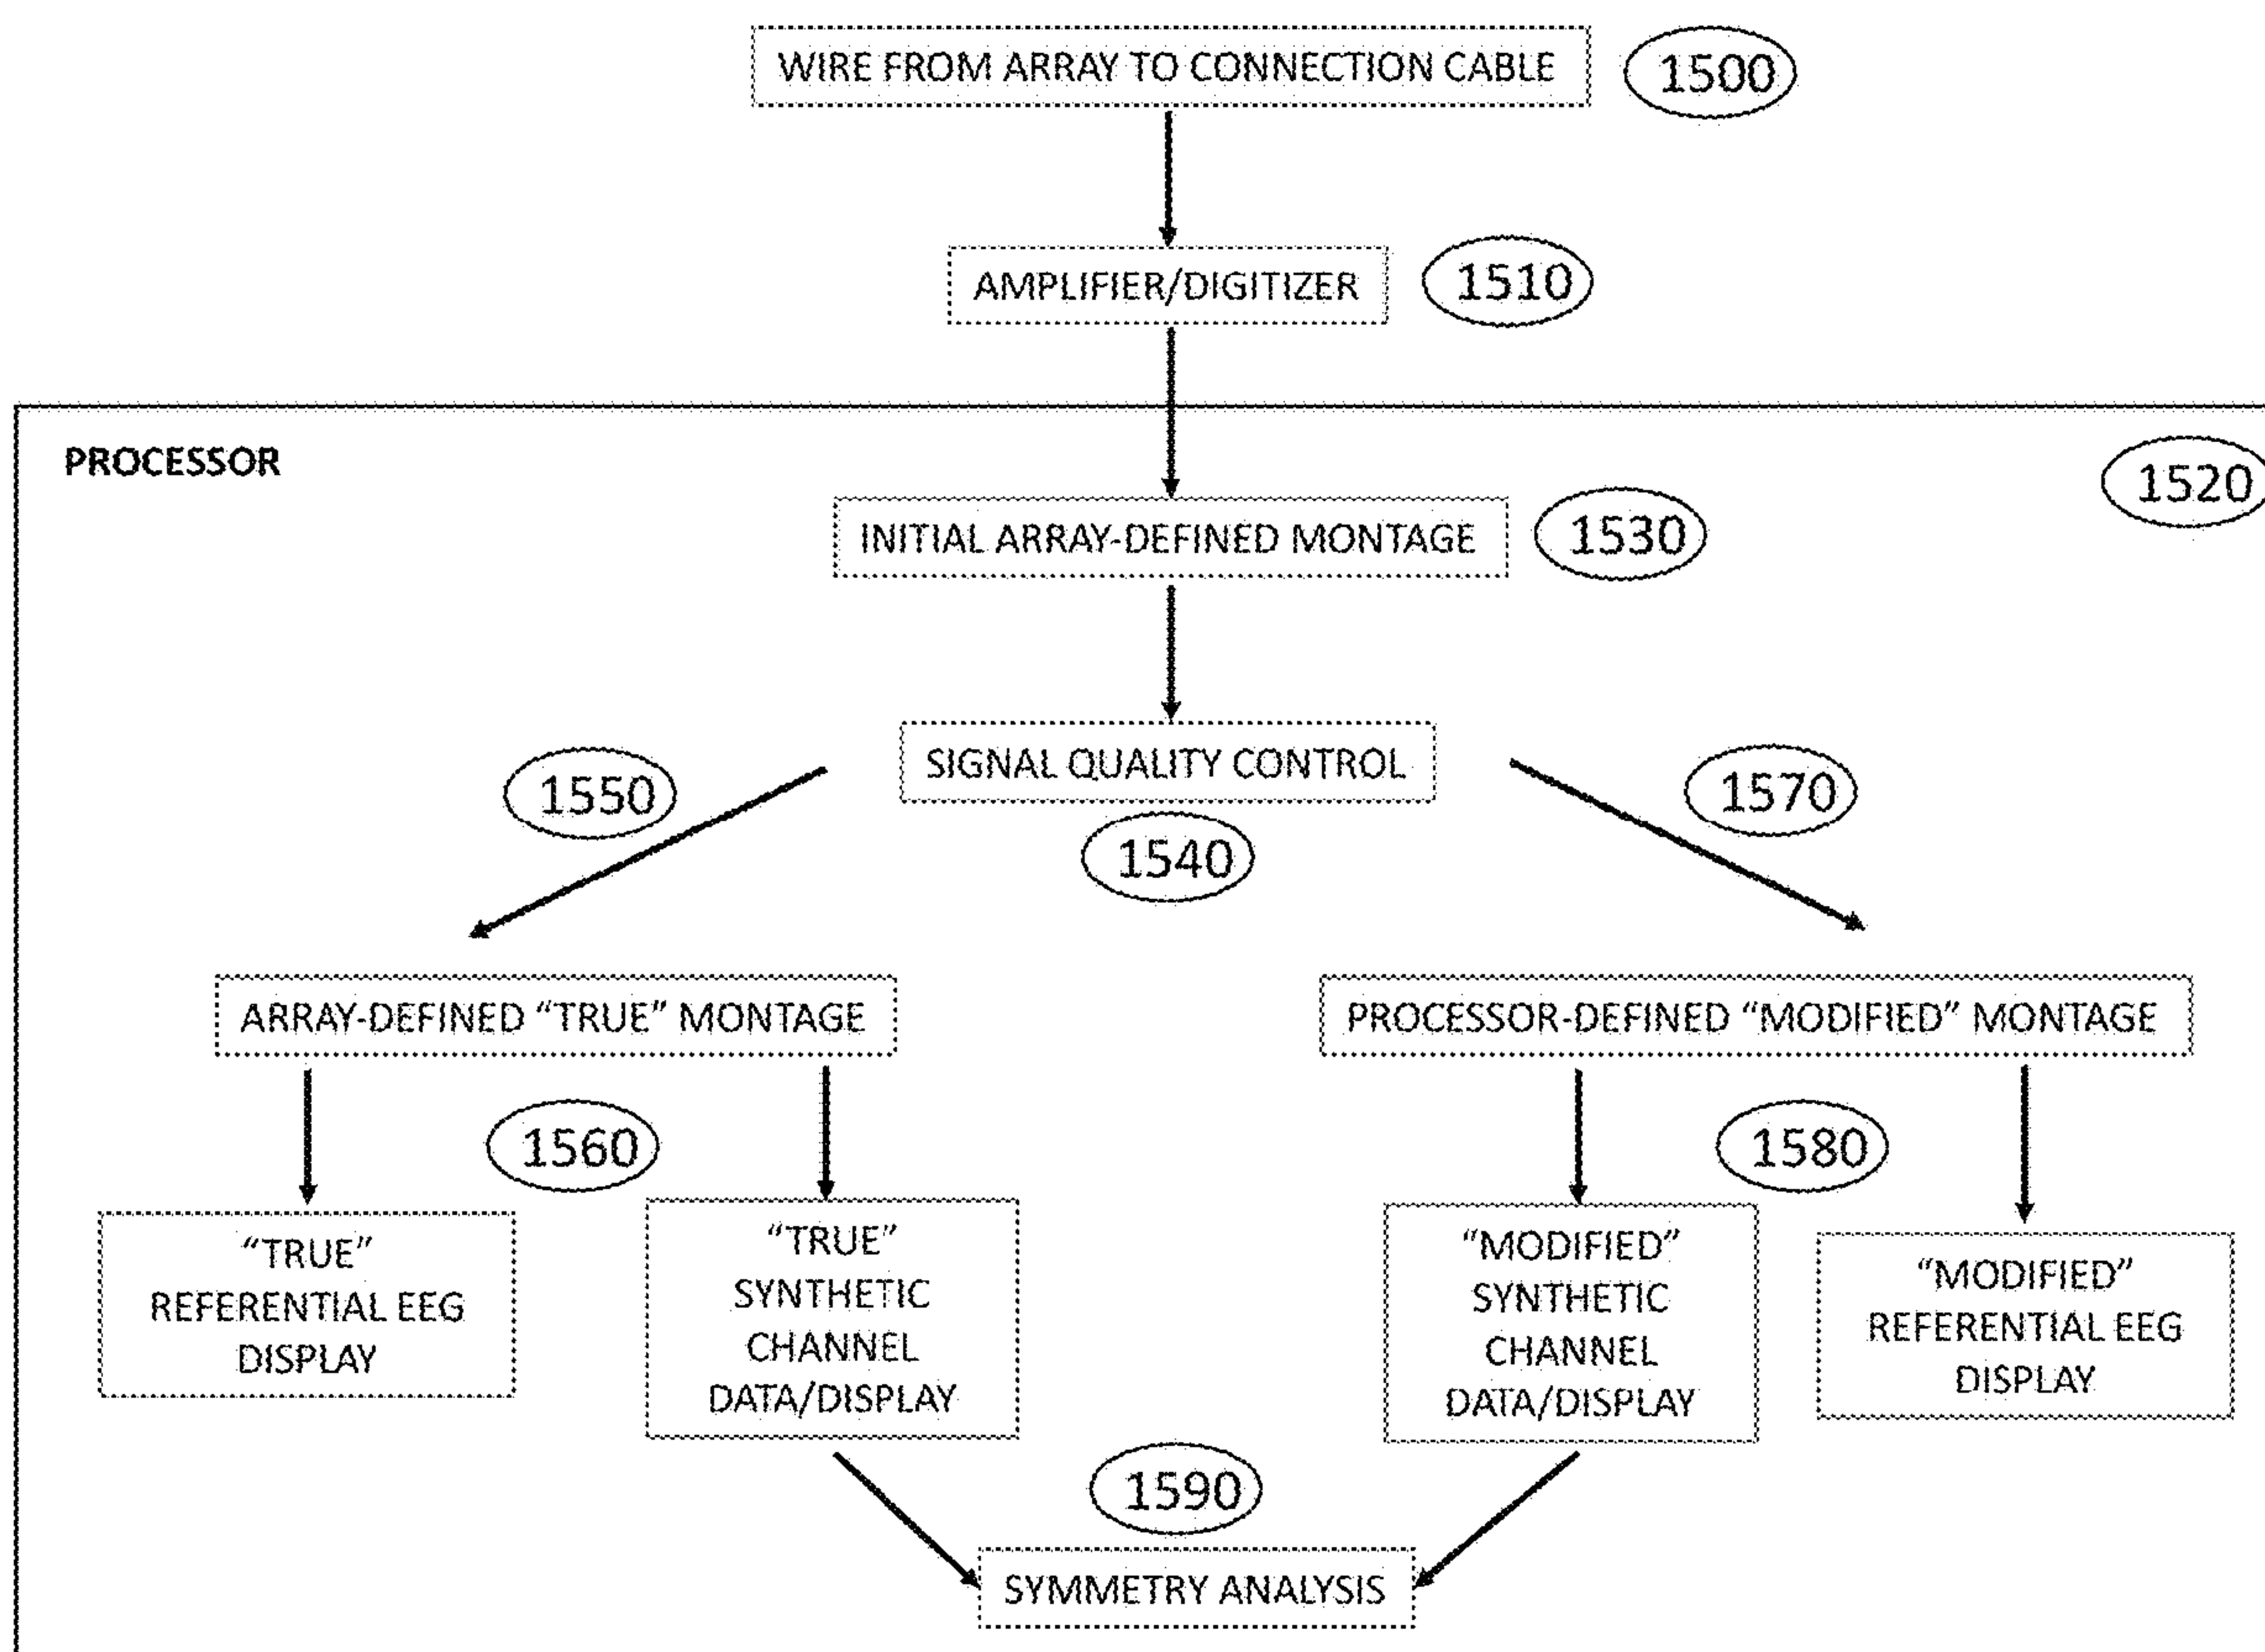 WIRE FROM ARRAY TO CONNECTION CABLE
1500
AMPLIFIER/DIGITIZER
1510
PROCESSOR
1520
INITIAL ARRAY-DEFINED MONTAGE
1530
SIGNAL QUALITY CONTROL
1540
1550
1570
ARRAY-DEFINED “TRUE” MONTAGE
PROCESSOR-DEFINED “MODIFIED” MONTAGE
1560
1580
“TRUE”
REFERENTIAL EEG
DISPLAY
“TRUE”
SYNTHETIC
CHANNEL
DATA/DISPLAY
“MODIFIED”
SYNTHETIC
CHANNEL
DATA/DISPLAY
“MODIFIED”
REFERENTIAL EEG
DISPLAY
1590
SYMMETRY ANALYSIS